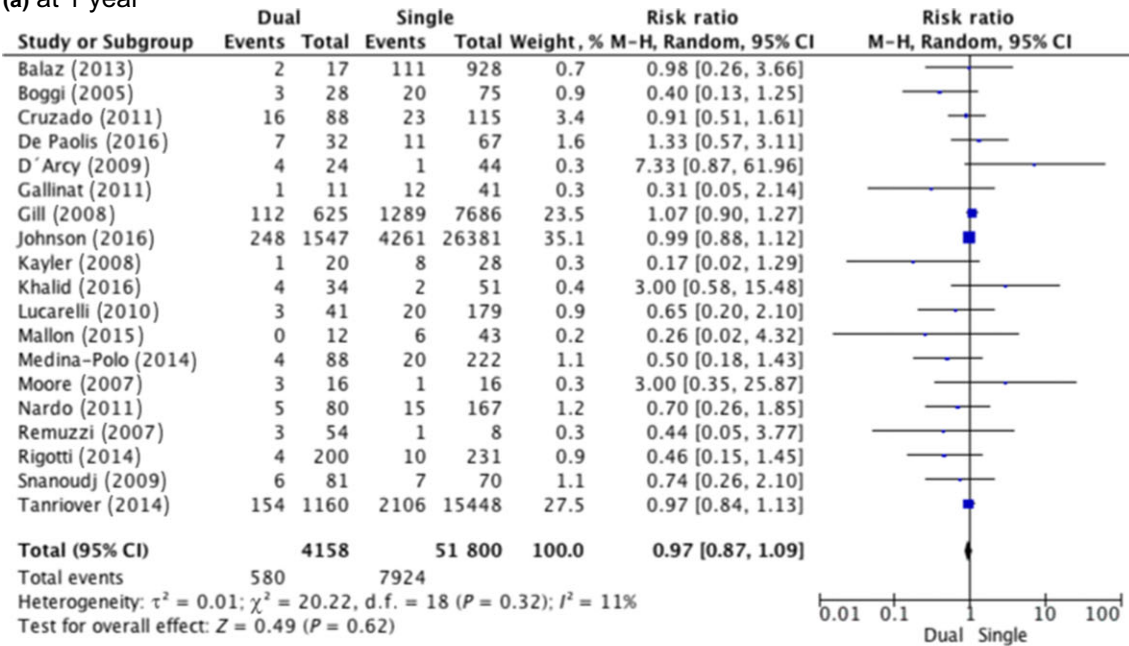 (a) at 1 year
Dual Single Risk ratio Risk ratio
Study or Subgroup Events Total Events Total Weight, % M-H, Random, 95% CI M-H, Random, 95% CI
Balaz (2013) 2 17 111 928 0.7 0.98 [0.26, 3.66]
Boggi (2005) 3 28 20 75 0.9 0.40 [0.13, 1.25]
Cruzado (2011) 16 88 23 115 3.4 0.91 [0.51, 1.61]
De Paolis (2016) 7 32 11 67 1.6 1.33 [0.57, 3.11]
D´Arcy (2009) 4 24 1 44 0.3 7.33 [0.87, 61.96]
Gallinat (2011) 1 11 12 41 0.3 0.31 [0.05, 2.14]
Gill (2008) 112 625 1289 7686 23.5 1.07 [0.90, 1.27]
Johnson (2016) 248 1547 4261 26381 35.1 0.99 [0.88, 1.12]
Kayler (2008) 1 20 8 28 0.3 0.17 [0.02, 1.29]
Khalid (2016) 4 34 2 51 0.4 3.00 [0.58, 15.48]
Lucarelli (2010) 3 41 20 179 0.9 0.65 [0.20, 2.10]
Mallon (2015) 0 12 6 43 0.2 0.26 [0.02, 4.32]
Medina-Polo (2014) 4 88 20 222 1.1 0.50 [0.18, 1.43]
Moore (2007) 3 16 1 16 0.3 3.00 [0.35, 25.87]
Nardo (2011) 5 80 15 167 1.2 0.70 [0.26, 1.85]
Remuzzi (2007) 3 54 1 8 0.3 0.44 [0.05, 3.77]
Rigotti (2014) 4 200 10 231 0.9 0.46 [0.15, 1.45]
Snanoudj (2009) 6 81 7 70 1.1 0.74 [0.26, 2.10]
Tanriover (2014) 154 1160 2106 15448 27.5 0.97 [0.84, 1.13]
Total (95% CI) 4158 51 800 100.0 0.97 [0.87, 1.09]
Total events 580 7924
Heterogeneity: τ² = 0.01; χ² = 20.22, d.f. = 18 (P = 0.32); I² = 11%
Test for overall effect: Z = 0.49 (P = 0.62)
0.01 0.1 1 10 100
Dual Single